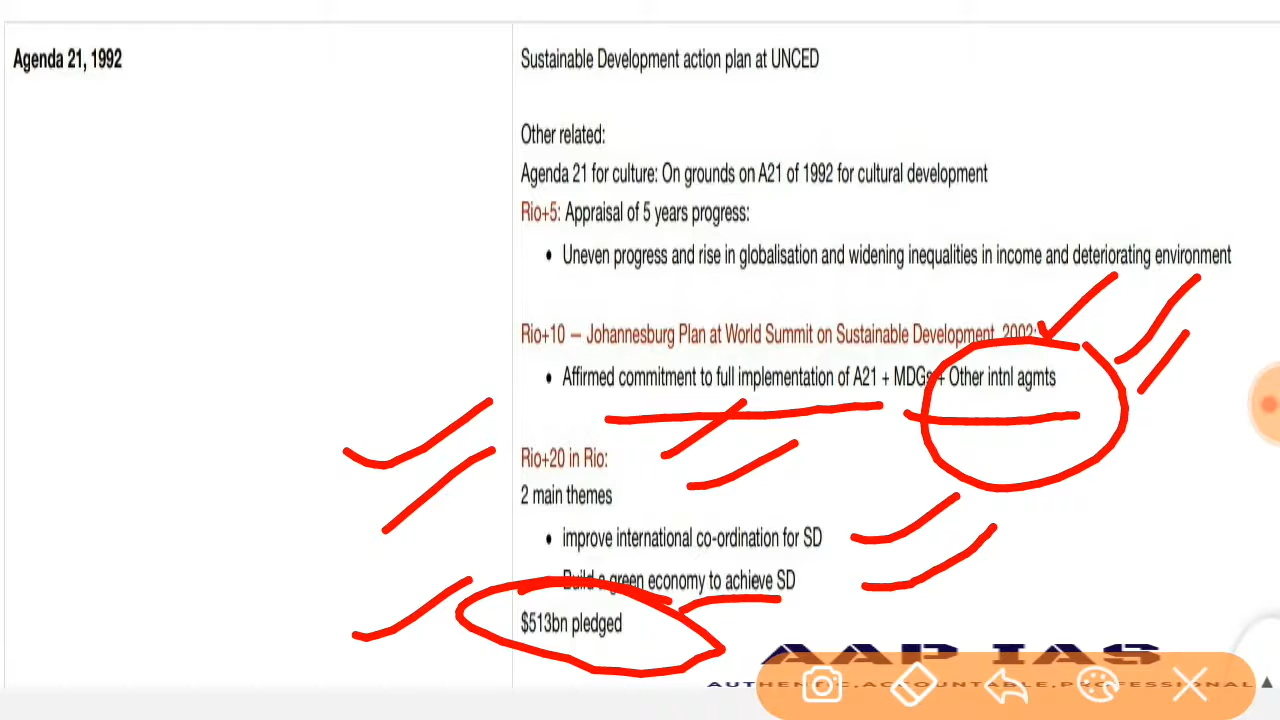 Agenda 21, 1992
Sustainable Development action plan at UNCED
Other related:
Agenda 21 for culture: On grounds on A21 of 1992 for cultural development
Rio+5: Appraisal of 5 years progress:
• Uneven progress and rise in globalisation and widening inequalities in income and deteriorating environment
Rio+10 — Johannesburg Plan at World Summit on Sustainable Development, 2002:
• Affirmed commitment to full implementation of A21 + MDGs + Other intnl agmts
Rio+20 in Rio:
2 main themes
• improve international co-ordination for SD
Build a green economy to achieve SD
$513bn pledged
AAP IAS
AUTHENTIC,ACCOUNTABLE,PROFESSIONAL